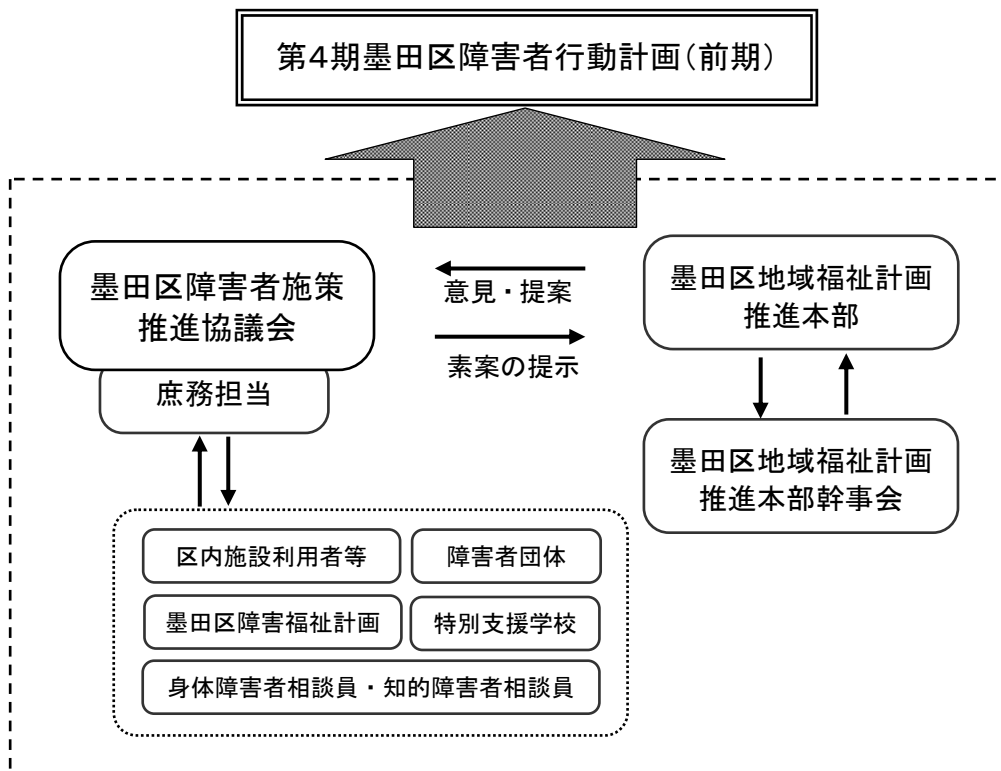 第4期墨田区障害者行動計画(前期)
墨田区障害者施策
推進協議会
庶務担当
意見・提案
素案の提示
墨田区地域福祉計画
推進本部
墨田区地域福祉計画
推進本部幹事会
区内施設利用者等
障害者団体
墨田区障害福祉計画
特別支援学校
身体障害者相談員・知的障害者相談員